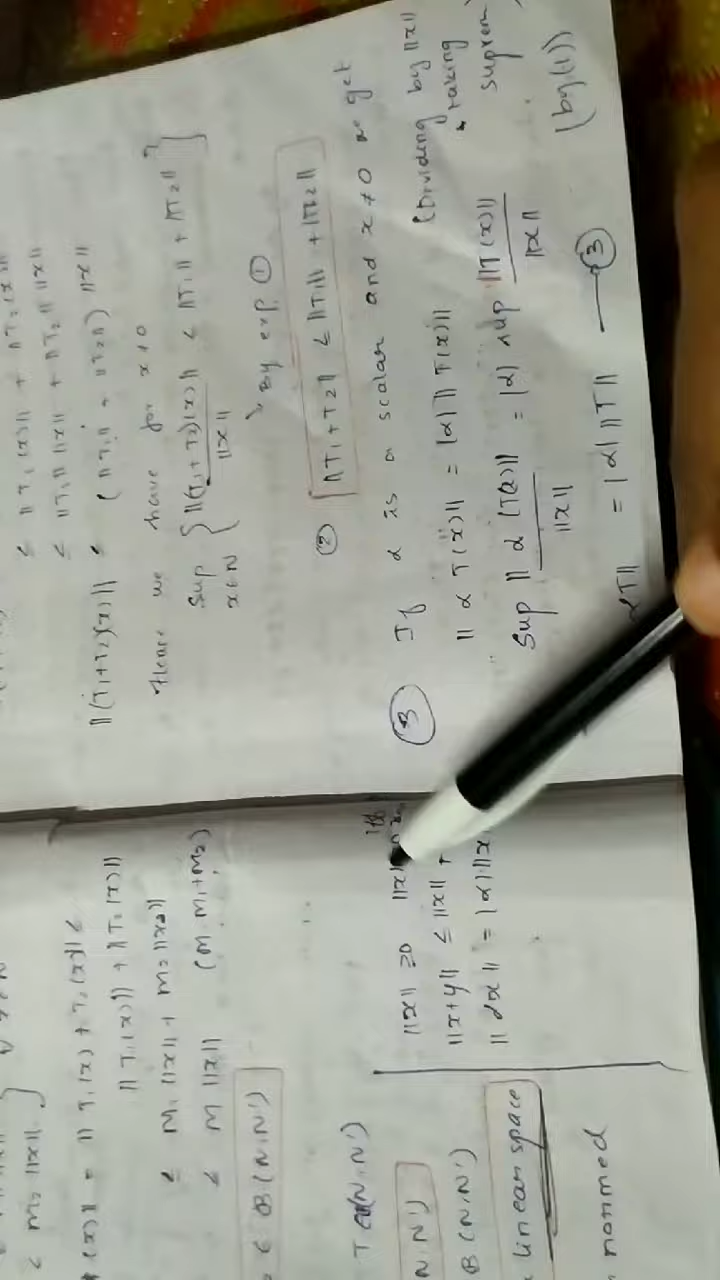 ≤ ‖T₁(x)‖ + ‖T₂(x)‖
≤ ‖T₁‖ ‖x‖ + ‖T₂‖ ‖x‖
‖(T₁+T₂)(x)‖ ≤ (‖T₁‖ + ‖T₂‖) ‖x‖
Hence we have for x≠0
Sup { ‖(T₁+T₂)(x)‖ / ‖x‖ ≤ ‖T₁‖ + ‖T₂‖ }
x∈N
By exp ①
② ‖T₁+T₂‖ ≤ ‖T₁‖ + ‖T₂‖
③ If α is a scalar and x≠0 we get
‖α T(x)‖ = |α| ‖T(x)‖ (Dividing by ‖x‖
taking
Sup ‖α (T(x)‖ / ‖x‖ = |α| sup ‖T(x)‖ / ‖x‖ suprem
αT‖ = |α| ‖T‖ — ③ (by(1))
≤ M₂ ‖x‖ }
(x)‖ = ‖T₁(x) + T₂(x)‖ ≤
‖T₁(x)‖ + ‖T₂(x)‖
≤ M₁ ‖x‖ + M₂ ‖x‖
≤ M ‖x‖ (M M₁+M₂)
∈ B(N,N')
T ∈ B(N,N')
N,N')
B(N,N')
linear space
normed
‖x‖ ≥0 ‖x‖
‖x+y‖ ≤ ‖x‖ +
‖αx‖ = |α| ‖x